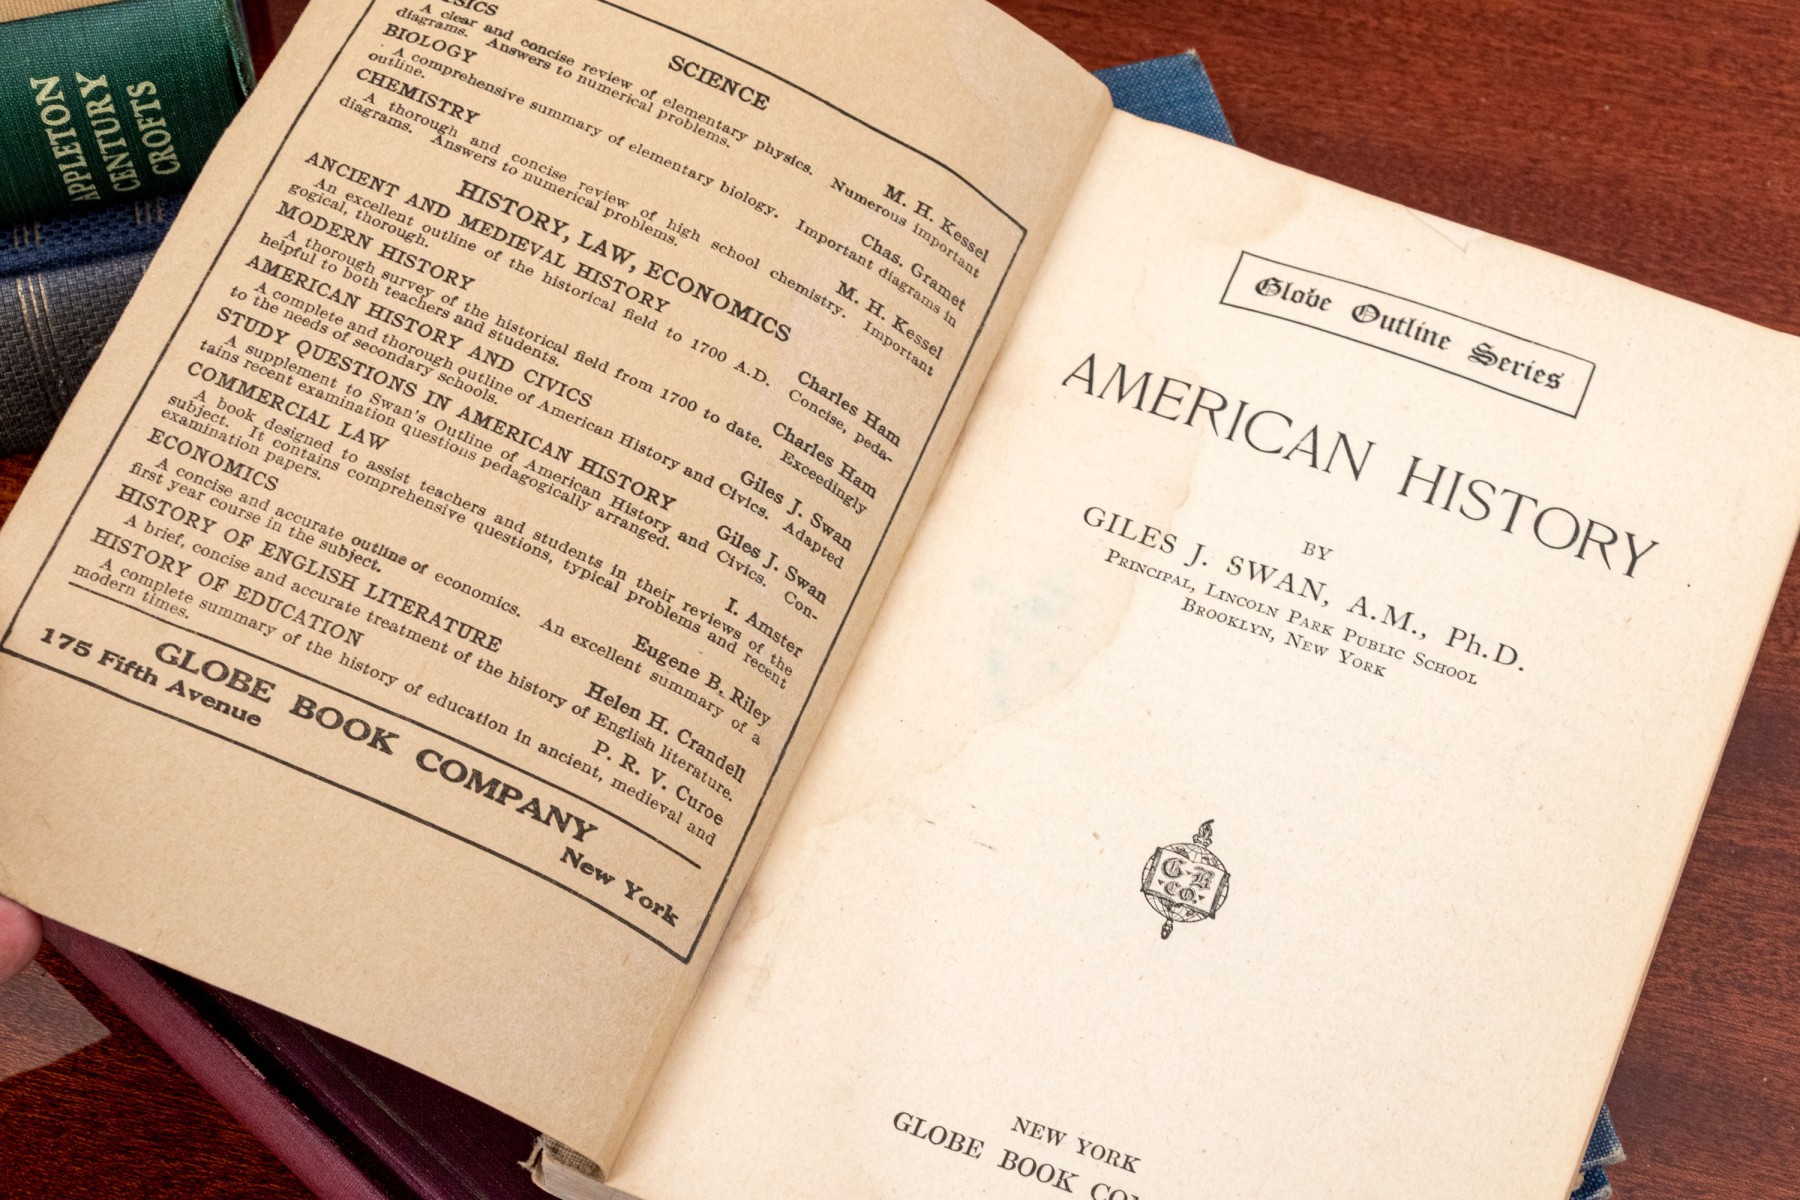 APPLETON
CENTURY
CROFTS
SCIENCE
M. H. Kessel
A clear and concise review of elementary physics. Numerous important
diagrams. Answers to numerical problems.
BIOLOGY Chas. Gramet
A comprehensive summary of elementary biology. Important diagrams in
outline.
CHEMISTRY M. H. Kessel
A thorough and concise review of high school chemistry. Important
diagrams. Answers to numerical problems.
HISTORY, LAW, ECONOMICS
ANCIENT AND MEDIEVAL HISTORY Charles Ham
An excellent outline of the historical field to 1700 A.D. Concise, peda-
gogical, thorough.
MODERN HISTORY Charles Ham
A thorough survey of the historical field from 1700 to date. Exceedingly
helpful to both teachers and students.
AMERICAN HISTORY AND CIVICS Giles J. Swan
A complete and thorough outline of American History and Civics. Adapted
to the needs of secondary schools.
STUDY QUESTIONS IN AMERICAN HISTORY Giles J. Swan
A supplement to Swan's Outline of American History and Civics. Con-
tains recent examination questions pedagogically arranged.
COMMERCIAL LAW I. Amster
A book designed to assist teachers and students in their reviews of the
subject. It contains comprehensive questions, typical problems and recent
examination papers.
ECONOMICS Eugene B. Riley
A concise and accurate outline of economics. An excellent summary of a
first year course in the subject.
HISTORY OF ENGLISH LITERATURE Helen H. Crandell
A brief, concise and accurate treatment of the history of English literature.
HISTORY OF EDUCATION P. R. V. Curoe
A complete summary of the history of education in ancient, medieval and
modern times.
GLOBE BOOK COMPANY
175 Fifth Avenue New York
Globe Outline Series
AMERICAN HISTORY
BY
GILES J. SWAN, A.M., Ph.D.
PRINCIPAL, LINCOLN PARK PUBLIC SCHOOL
BROOKLYN, NEW YORK
G B
CO.
NEW YORK
GLOBE BOOK CO